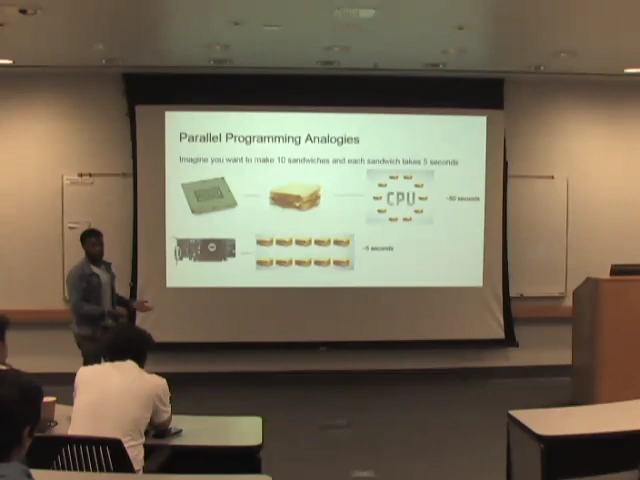 Parallel Programming Analogies
Imagine you want to make 10 sandwiches and each sandwich takes 5 seconds
CPU
~50 seconds
~5 seconds